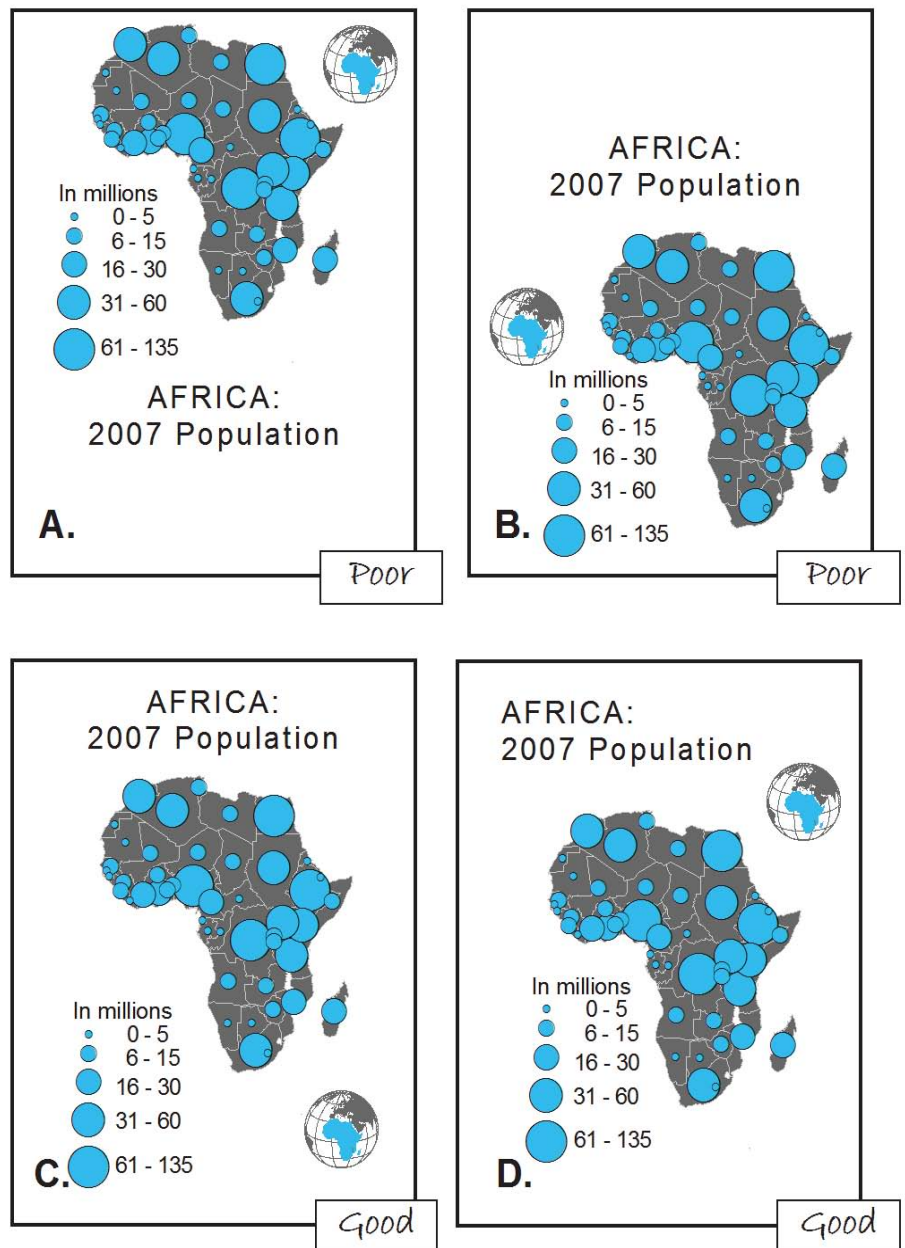 In millions
0 - 5
6 - 15
16 - 30
31 - 60
61 - 135
AFRICA:
2007 Population
A.
Poor
AFRICA:
2007 Population
In millions
0 - 5
6 - 15
16 - 30
31 - 60
61 - 135
B.
Poor
AFRICA:
2007 Population
In millions
0 - 5
6 - 15
16 - 30
31 - 60
61 - 135
C.
Good
AFRICA:
2007 Population
In millions
0 - 5
6 - 15
16 - 30
31 - 60
61 - 135
D.
Good